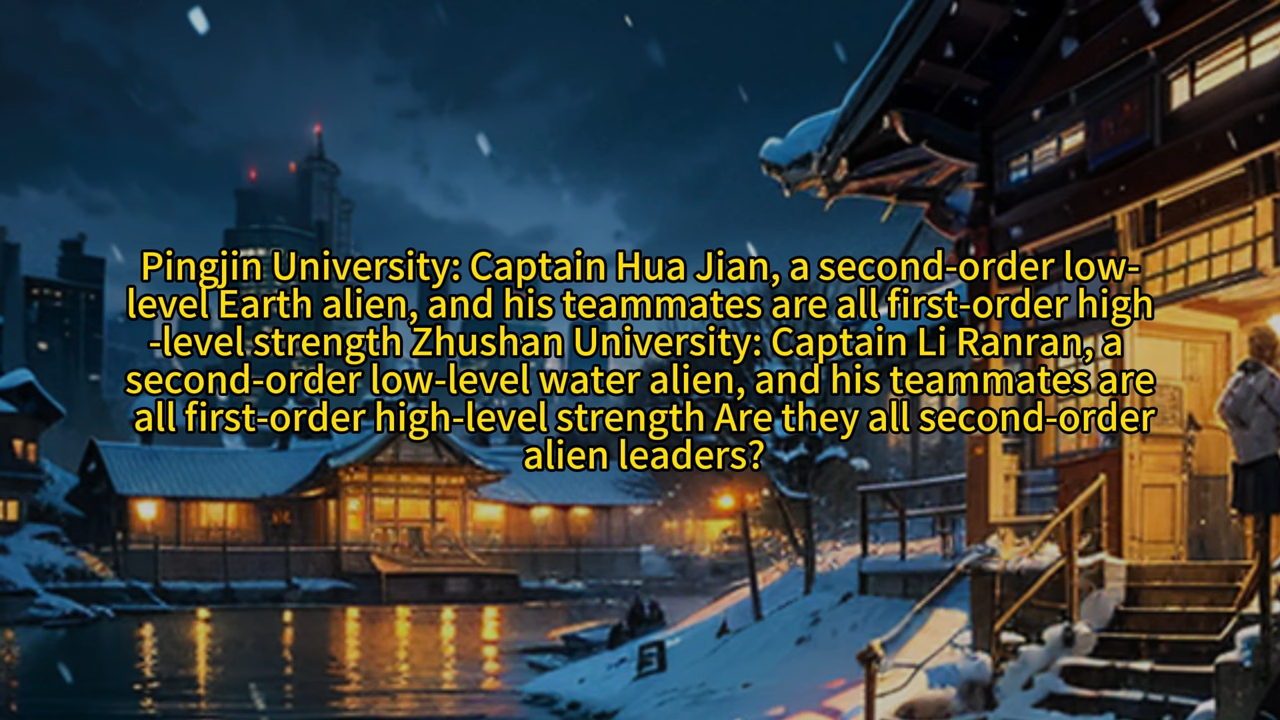 Pingjin University: Captain Hua Jian, a second-order low-
level Earth alien, and his teammates are all first-order high
-level strength Zhushan University: Captain Li Ranran, a
second-order low-level water alien, and his teammates are
all first-order high-level strength Are they all second-order
alien leaders?